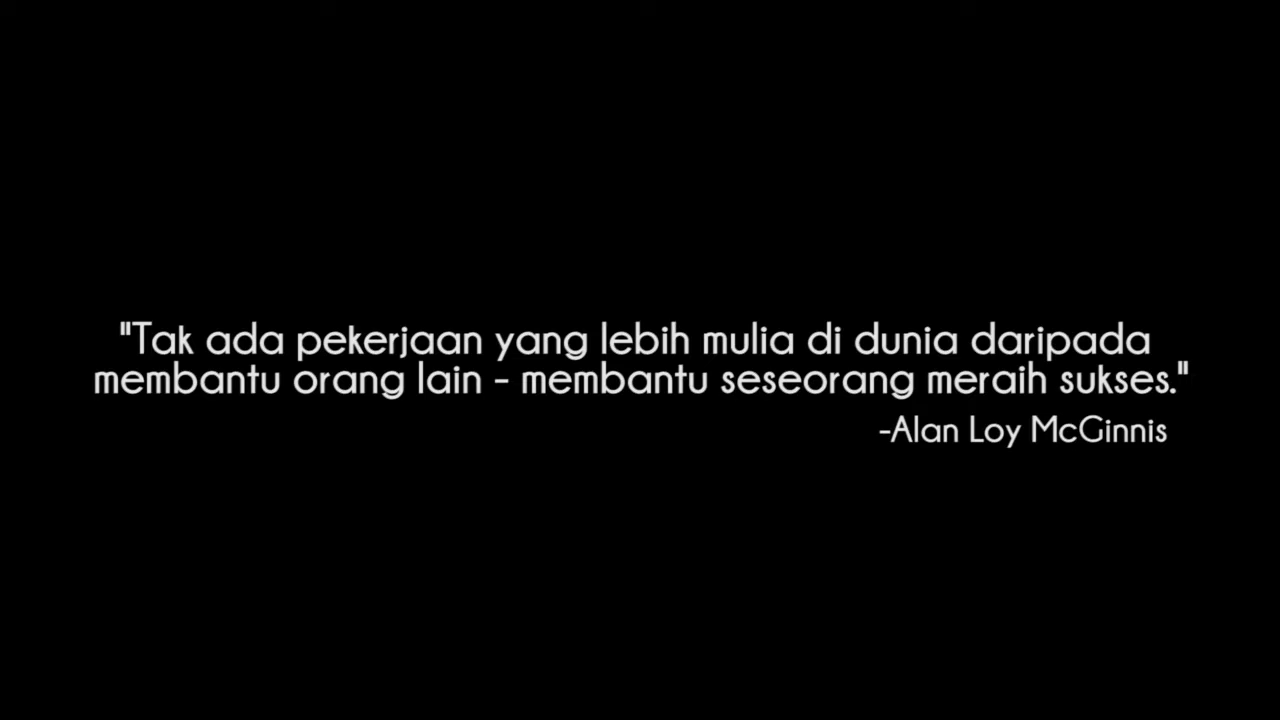 "Tak ada pekerjaan yang lebih mulia di dunia daripada
membantu orang lain - membantu seseorang meraih sukses."
-Alan Loy McGinnis